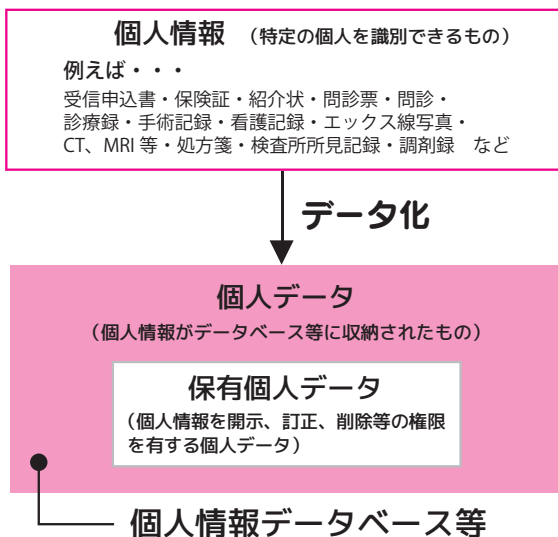 個人情報 （特定の個人を識別できるもの）
例えば・・・
受信申込書・保険証・紹介状・問診票・問診・
診療録・手術記録・看護記録・エックス線写真・
CT、MRI 等・処方箋・検査所所見記録・調剤録　など
データ化
個人データ
（個人情報がデータベース等に収納されたもの）
保有個人データ
（個人情報を開示、訂正、削除等の権限
を有する個人データ）
個人情報データベース等